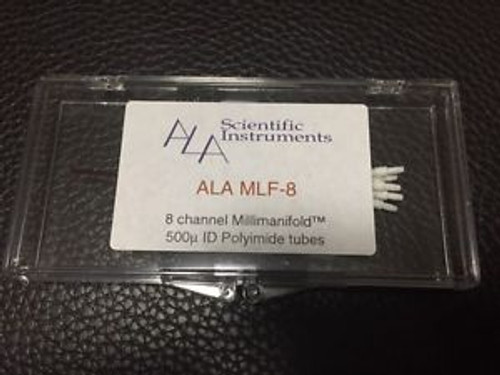 ALA Scientific
Instruments
ALA MLF-8
8 channel Millimanifold™
500µ ID Polyimide tubes